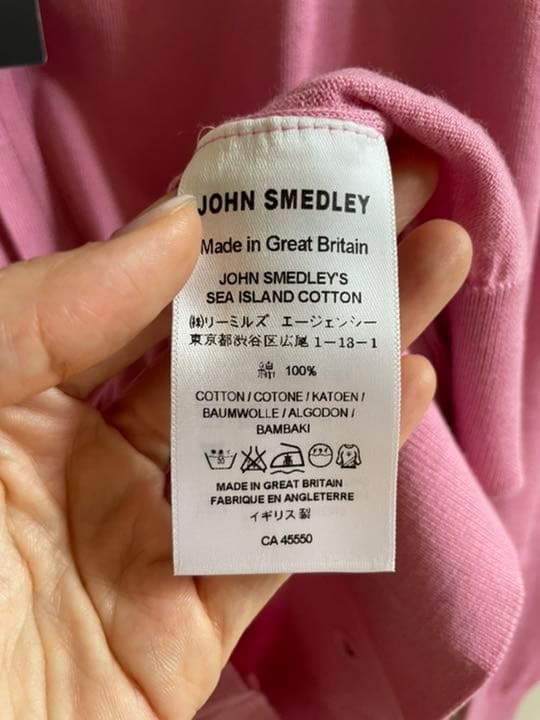 JOHN SMEDLEY
Made in Great Britain
JOHN SMEDLEY'S
SEA ISLAND COTTON
㈱リーミルズ エージェンシー
東京都渋谷区広尾 1-13-1
綿 100%
COTTON / COTONE / KATOEN /
BAUMWOLLE / ALGODON /
BAMBAKI
MADE IN GREAT BRITAIN
FABRIQUE EN ANGLETERRE
イギリス製
CA 45550